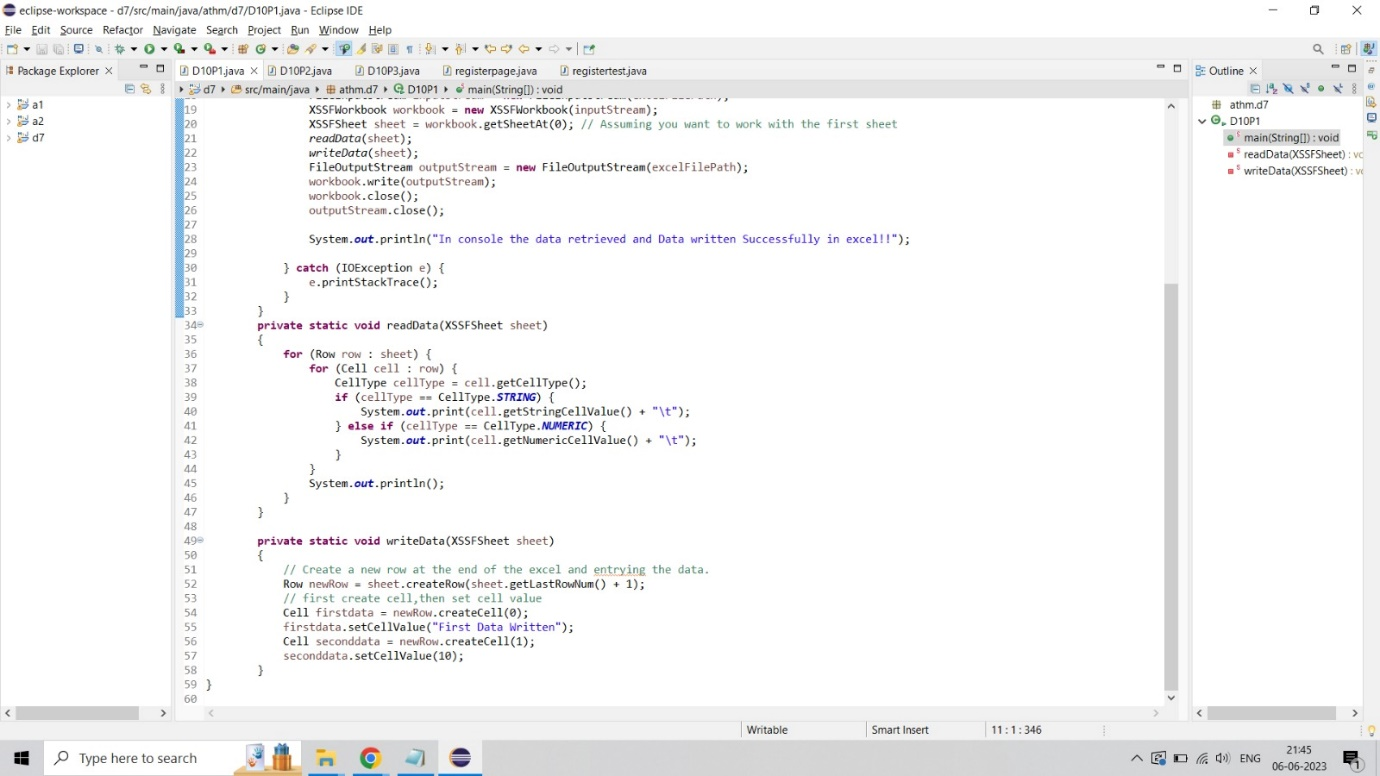 eclipse-workspace - d7/src/main/java/athm/d7/D10P1.java - Eclipse IDE
File Edit Source Refactor Navigate Search Project Run Window Help
Package Explorer
D10P1.java D10P2.java D10P3.java registerpage.java registertest.java
Outline
d7 src/main/java athm.d7 D10P1 main(String[]) : void
a1
a2
d7
19 XSSFWorkbook workbook = new XSSFWorkbook(inputStream);
20 XSSFSheet sheet = workbook.getSheetAt(0); // Assuming you want to work with the first sheet
21 readData(sheet);
22 writeData(sheet);
23 FileOutputStream outputStream = new FileOutputStream(excelFilePath);
24 workbook.write(outputStream);
25 workbook.close();
26 outputStream.close();
27
28 System.out.println("In console the data retrieved and Data written Successfully in excel!!");
29
30 } catch (IOException e) {
31 e.printStackTrace();
32 }
33 }
34 private static void readData(XSSFSheet sheet)
35 {
36 for (Row row : sheet) {
37 for (Cell cell : row) {
38 CellType cellType = cell.getCellType();
39 if (cellType == CellType.STRING) {
40 System.out.print(cell.getStringCellValue() + "\t");
41 } else if (cellType == CellType.NUMERIC) {
42 System.out.print(cell.getNumericCellValue() + "\t");
43 }
44 }
45 System.out.println();
46 }
47 }
48
49 private static void writeData(XSSFSheet sheet)
50 {
51 // Create a new row at the end of the excel and entrying the data.
52 Row newRow = sheet.createRow(sheet.getLastRowNum() + 1);
53 // first create cell,then set cell value
54 Cell firstdata = newRow.createCell(0);
55 firstdata.setCellValue("First Data Written");
56 Cell seconddata = newRow.createCell(1);
57 seconddata.setCellValue(10);
58 }
59 }
60
athm.d7
D10P1
main(String[]) : void
readData(XSSFSheet) : vo
writeData(XSSFSheet) : v
Writable Smart Insert 11 : 1 : 346
Type here to search
ENG
21:45
06-06-2023
1